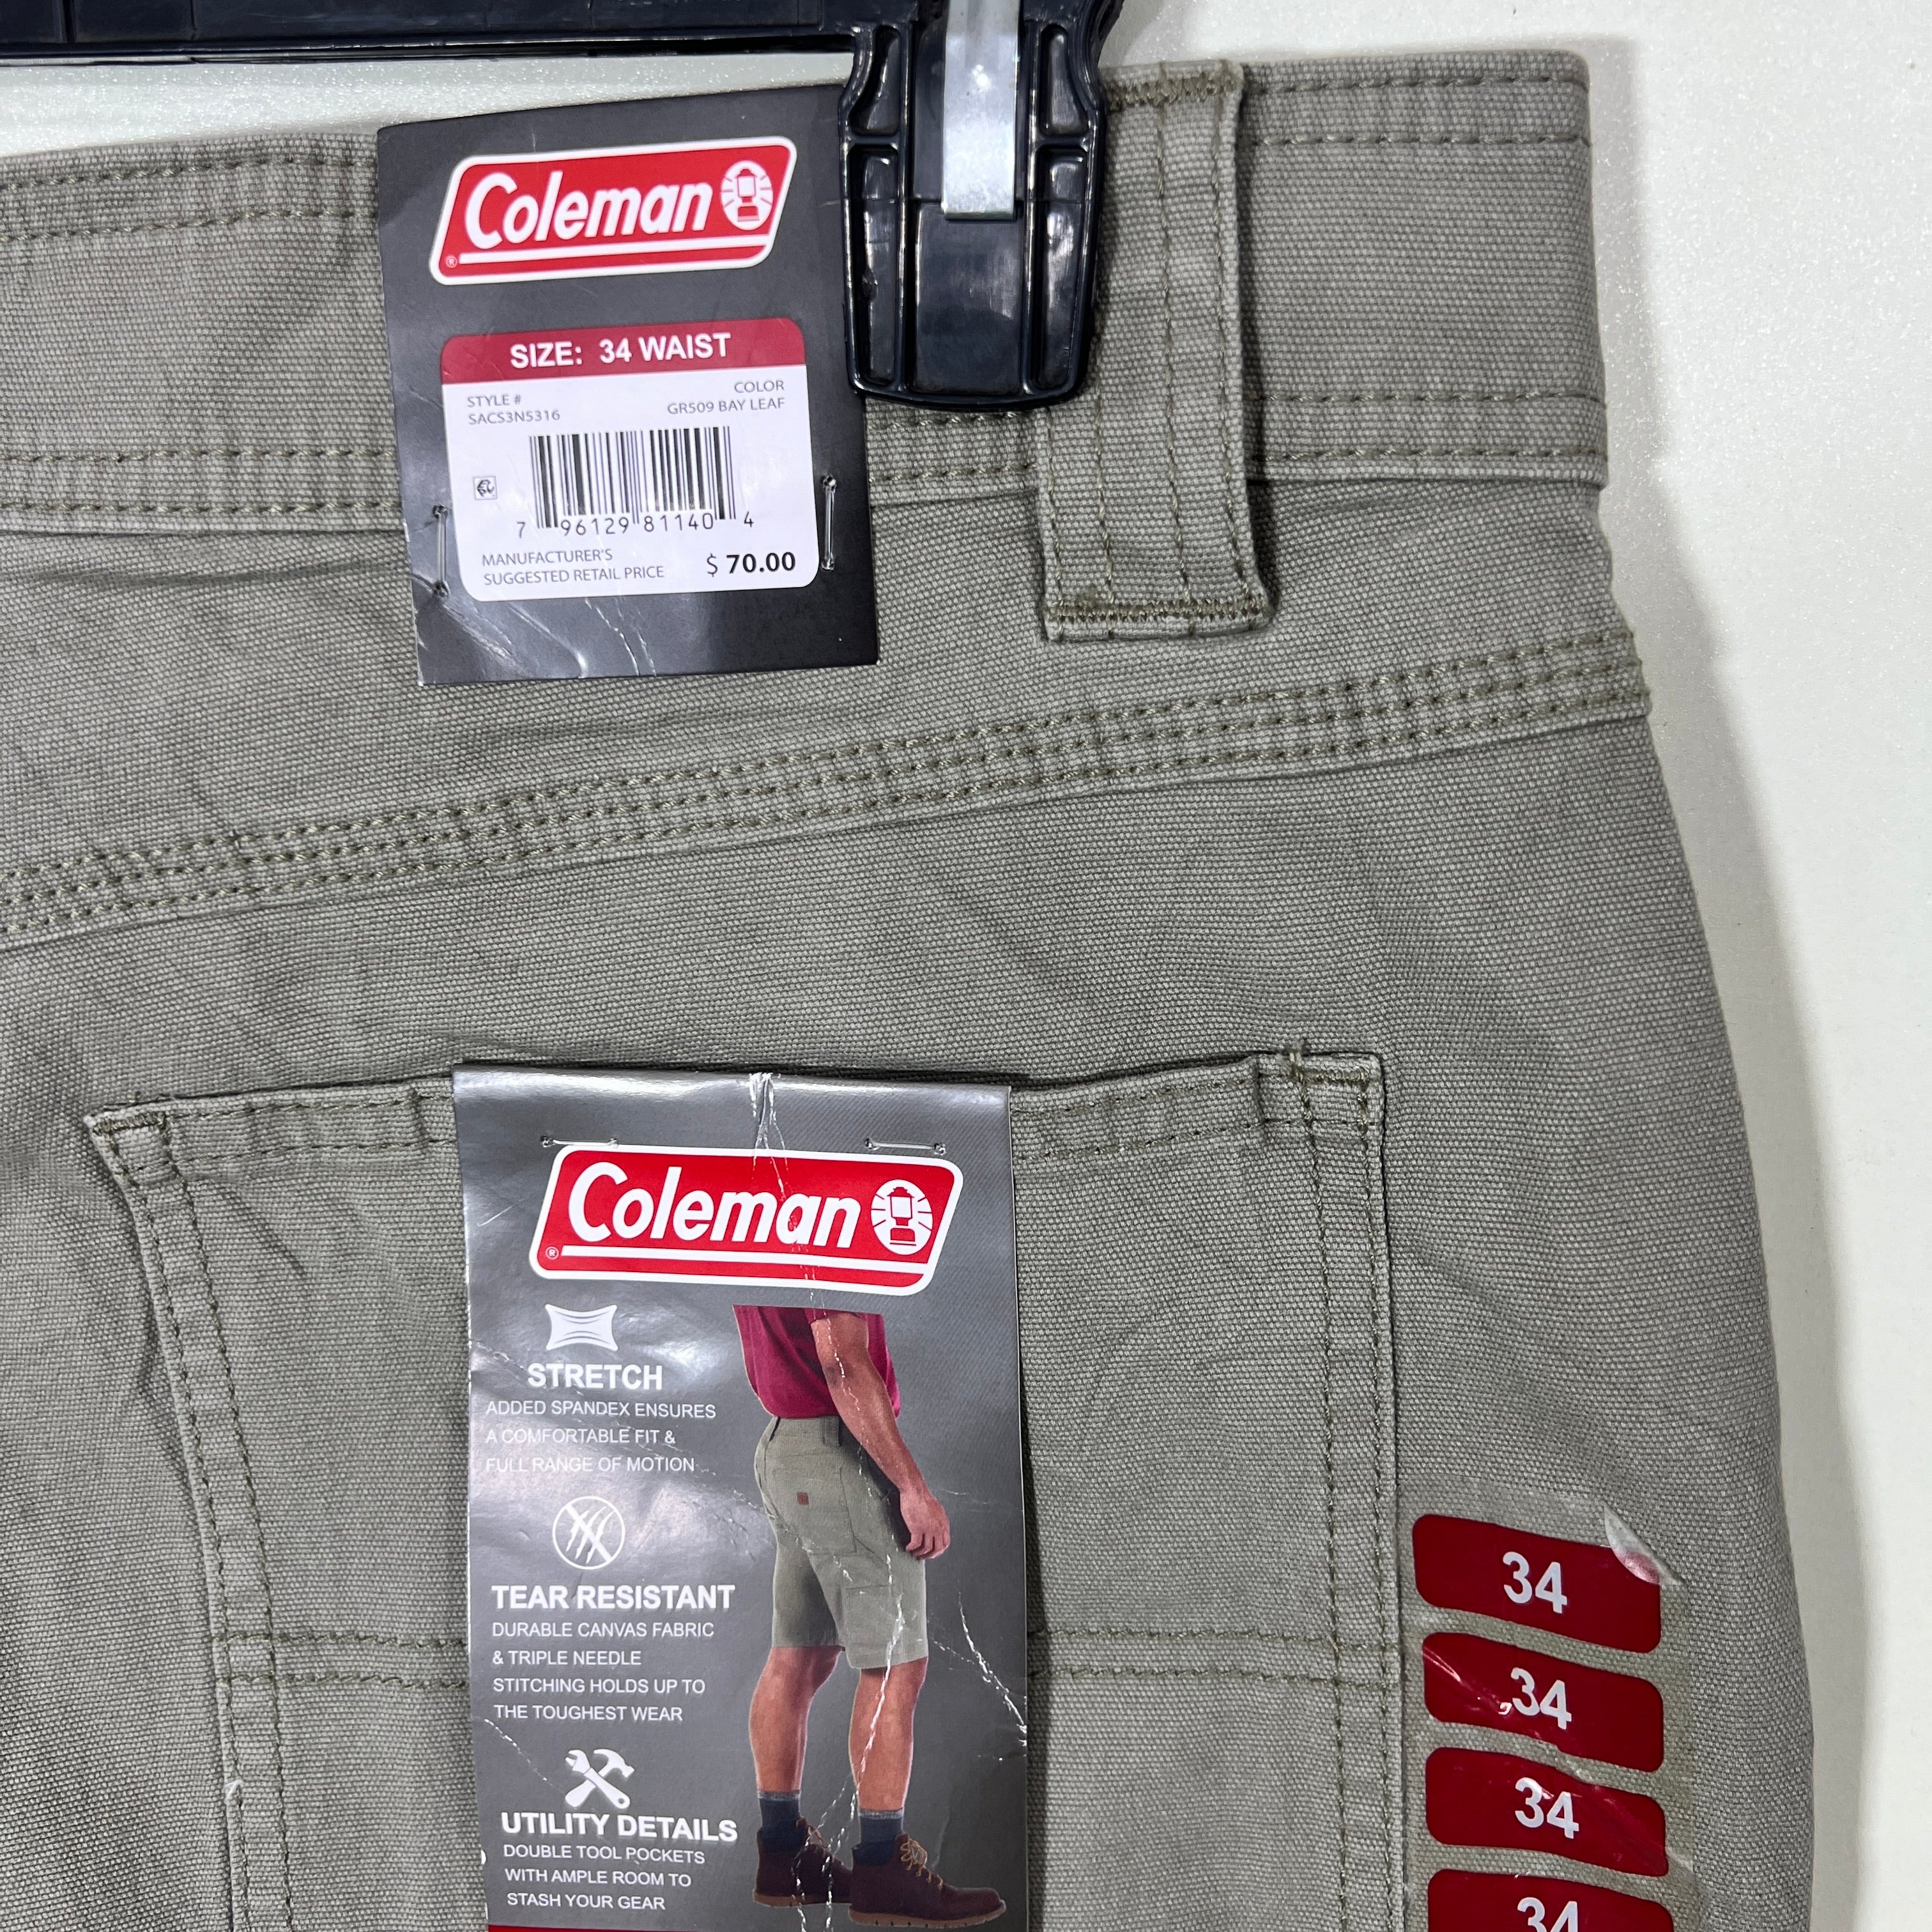 Coleman
®
SIZE: 34 WAIST
STYLE #
SACS3N5316
COLOR
GR509 BAY LEAF
7 96129 81140 4
MANUFACTURER'S
SUGGESTED RETAIL PRICE
$ 70.00
Coleman
®
STRETCH
ADDED SPANDEX ENSURES
A COMFORTABLE FIT &
FULL RANGE OF MOTION
TEAR RESISTANT
DURABLE CANVAS FABRIC
& TRIPLE NEEDLE
STITCHING HOLDS UP TO
THE TOUGHEST WEAR
UTILITY DETAILS
DOUBLE TOOL POCKETS
WITH AMPLE ROOM TO
STASH YOUR GEAR
34
34
34
34